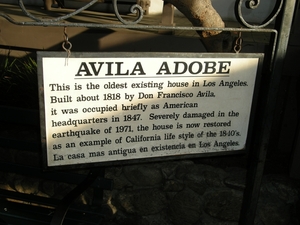 AVILA ADOBE
This is the oldest existing house in Los Angeles.
Built about 1818 by Don Francisco Avila,
it was occupied briefly as American
headquarters in 1847. Severely damaged in the
earthquake of 1971, the house is now restored
as an example of California life style of the 1840's.
La casa mas antigua en existencia en Los Angeles.